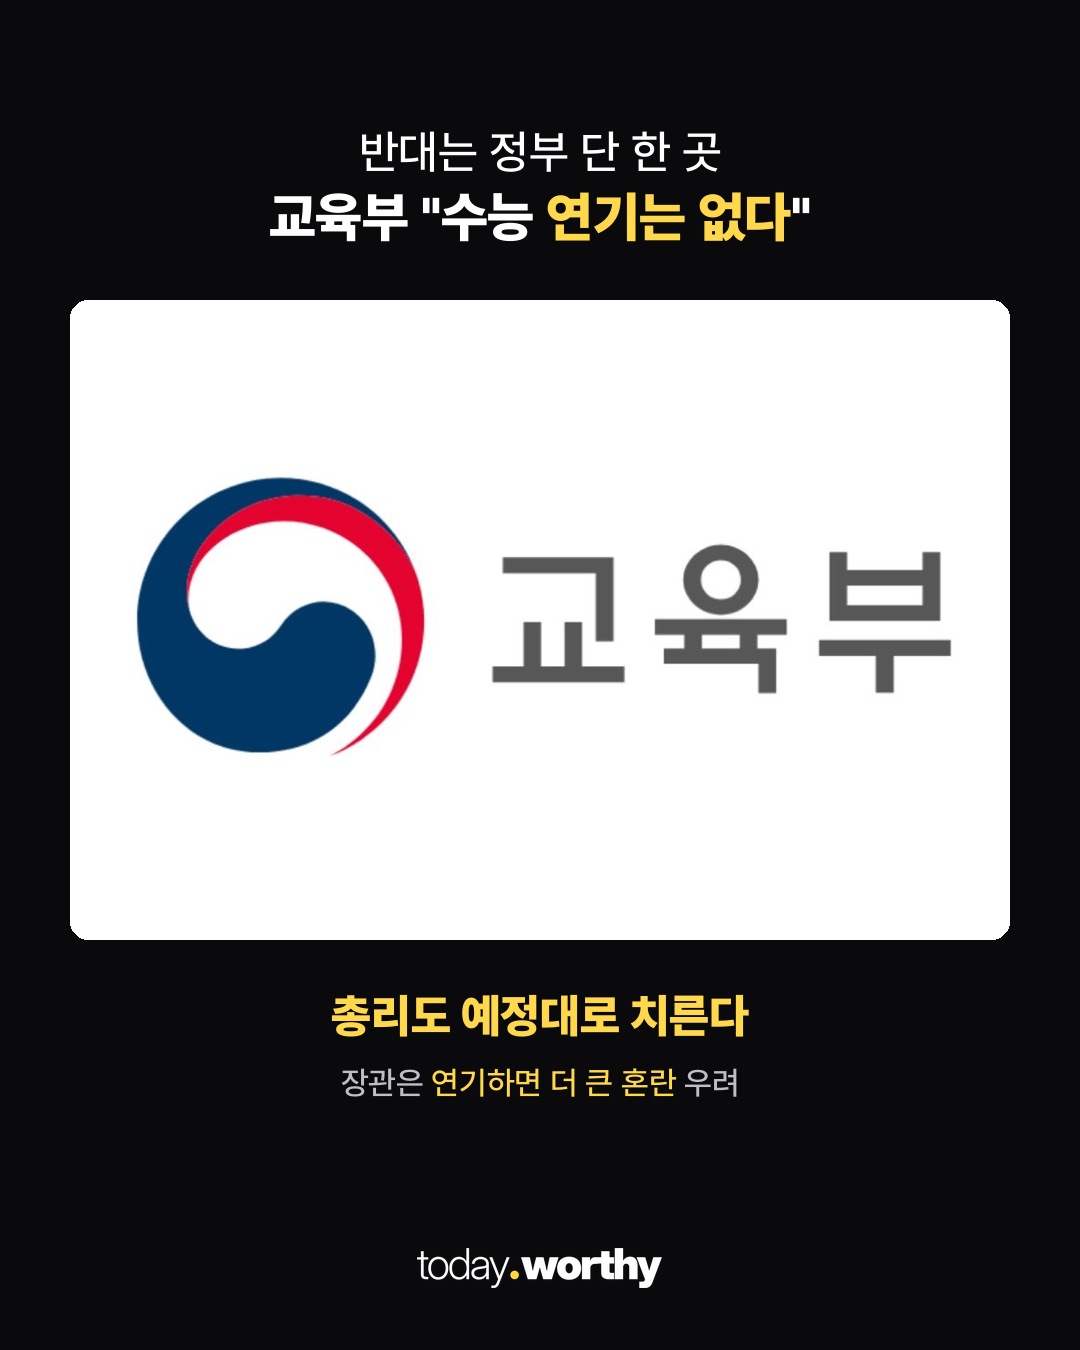 반대는 정부 단 한 곳
교육부 "수능 연기는 없다"
교육부
총리도 예정대로 치른다
장관은 연기하면 더 큰 혼란 우려
today.worthy